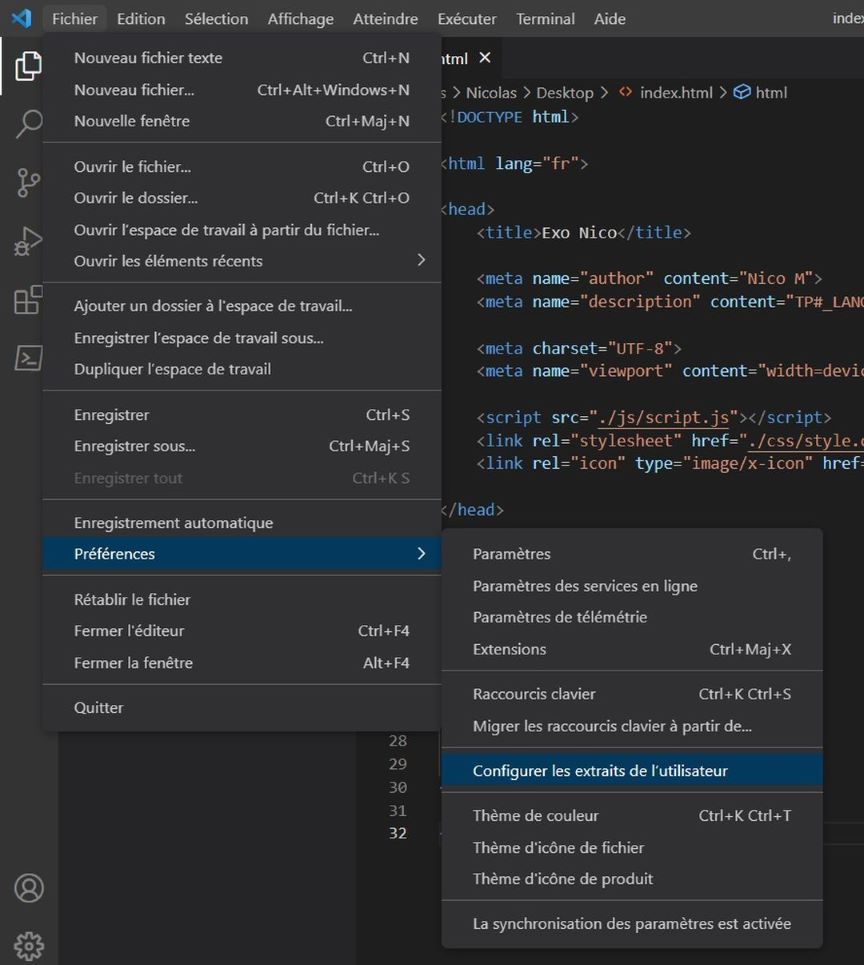 Fichier Edition Sélection Affichage Atteindre Exécuter Terminal Aide
Nouveau fichier texte Ctrl+N
Nouveau fichier... Ctrl+Alt+Windows+N
Nouvelle fenêtre Ctrl+Maj+N
Ouvrir le fichier... Ctrl+O
Ouvrir le dossier... Ctrl+K Ctrl+O
Ouvrir l'espace de travail à partir du fichier...
Ouvrir les éléments récents
Ajouter un dossier à l'espace de travail...
Enregistrer l'espace de travail sous...
Dupliquer l'espace de travail
Enregistrer Ctrl+S
Enregistrer sous... Ctrl+Maj+S
Enregistrer tout Ctrl+K S
Enregistrement automatique
Préférences
Rétablir le fichier
Fermer l'éditeur Ctrl+F4
Fermer la fenêtre Alt+F4
Quitter
Nicolas > Desktop > index.html > html
<!DOCTYPE html>
<html lang="fr">
<head>
<title>Exo Nico</title>
<meta name="author" content="Nico M">
<meta name="description" content="TP#_LANG
<meta charset="UTF-8">
<meta name="viewport" content="width=devic
<script src="./js/script.js"></script>
<link rel="stylesheet" href="./css/style.c
<link rel="icon" type="image/x-icon" href=
</head>
Paramètres Ctrl+,
Paramètres des services en ligne
Paramètres de télémétrie
Extensions Ctrl+Maj+X
Raccourcis clavier Ctrl+K Ctrl+S
Migrer les raccourcis clavier à partir de...
Configurer les extraits de l'utilisateur
Thème de couleur Ctrl+K Ctrl+T
Thème d'icône de fichier
Thème d'icône de produit
La synchronisation des paramètres est activée
28
29
30
31
32